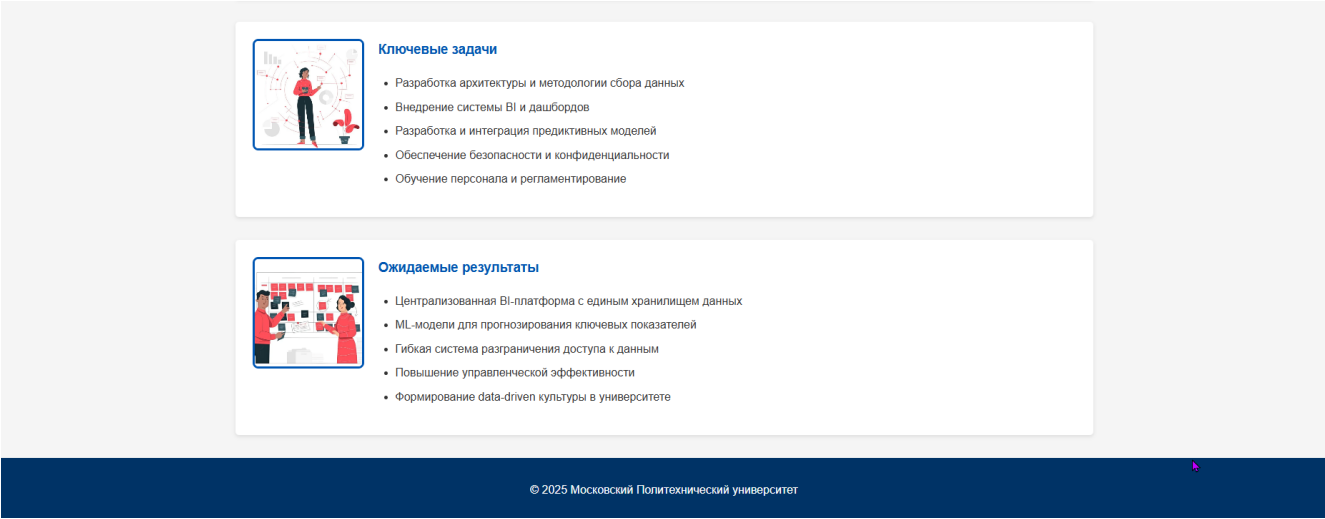 Ключевые задачи
Разработка архитектуры и методологии сбора данных
Внедрение системы BI и дашбордов
Разработка и интеграция предиктивных моделей
Обеспечение безопасности и конфиденциальности
Обучение персонала и регламентирование
Ожидаемые результаты
Централизованная BI-платформа с единым хранилищем данных
ML-модели для прогнозирования ключевых показателей
Гибкая система разграничения доступа к данным
Повышение управленческой эффективности
Формирование data-driven культуры в университете
© 2025 Московский Политехнический университет